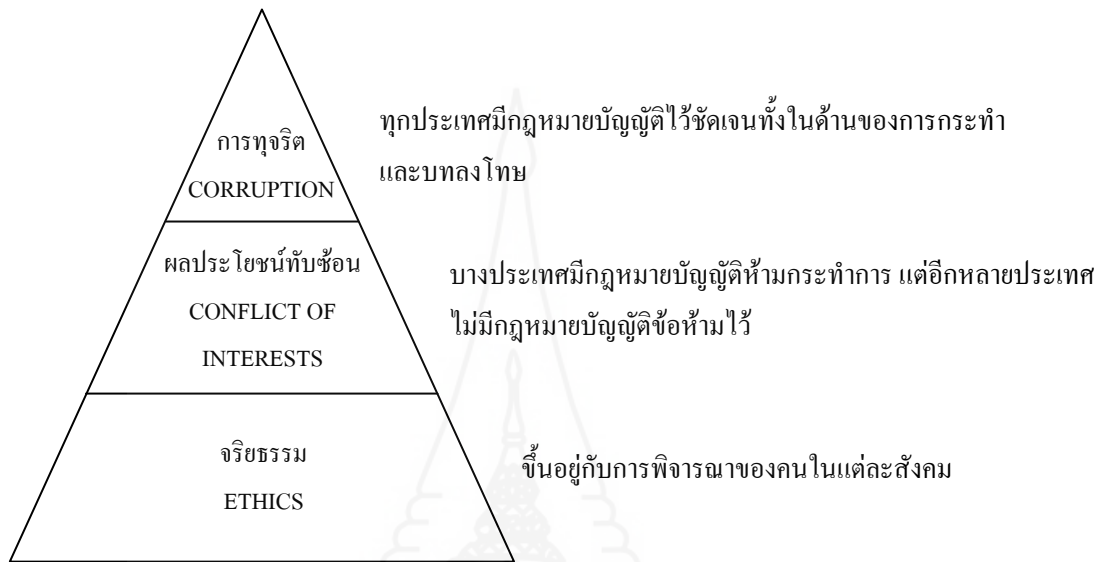 การทุจริต
CORRUPTION
ทุกประเทศมีกฎหมายบัญญัติไว้ชัดเจนทั้งในด้านของการกระทำ
และบทลงโทษ
ผลประโยชน์ทับซ้อน
CONFLICT OF
INTERESTS
บางประเทศมีกฎหมายบัญญัติห้ามกระทำการ แต่อีกหลายประเทศ
ไม่มีกฎหมายบัญญัติข้อห้ามไว้
จริยธรรม
ETHICS
ขึ้นอยู่กับการพิจารณาของคนในแต่ละสังคม